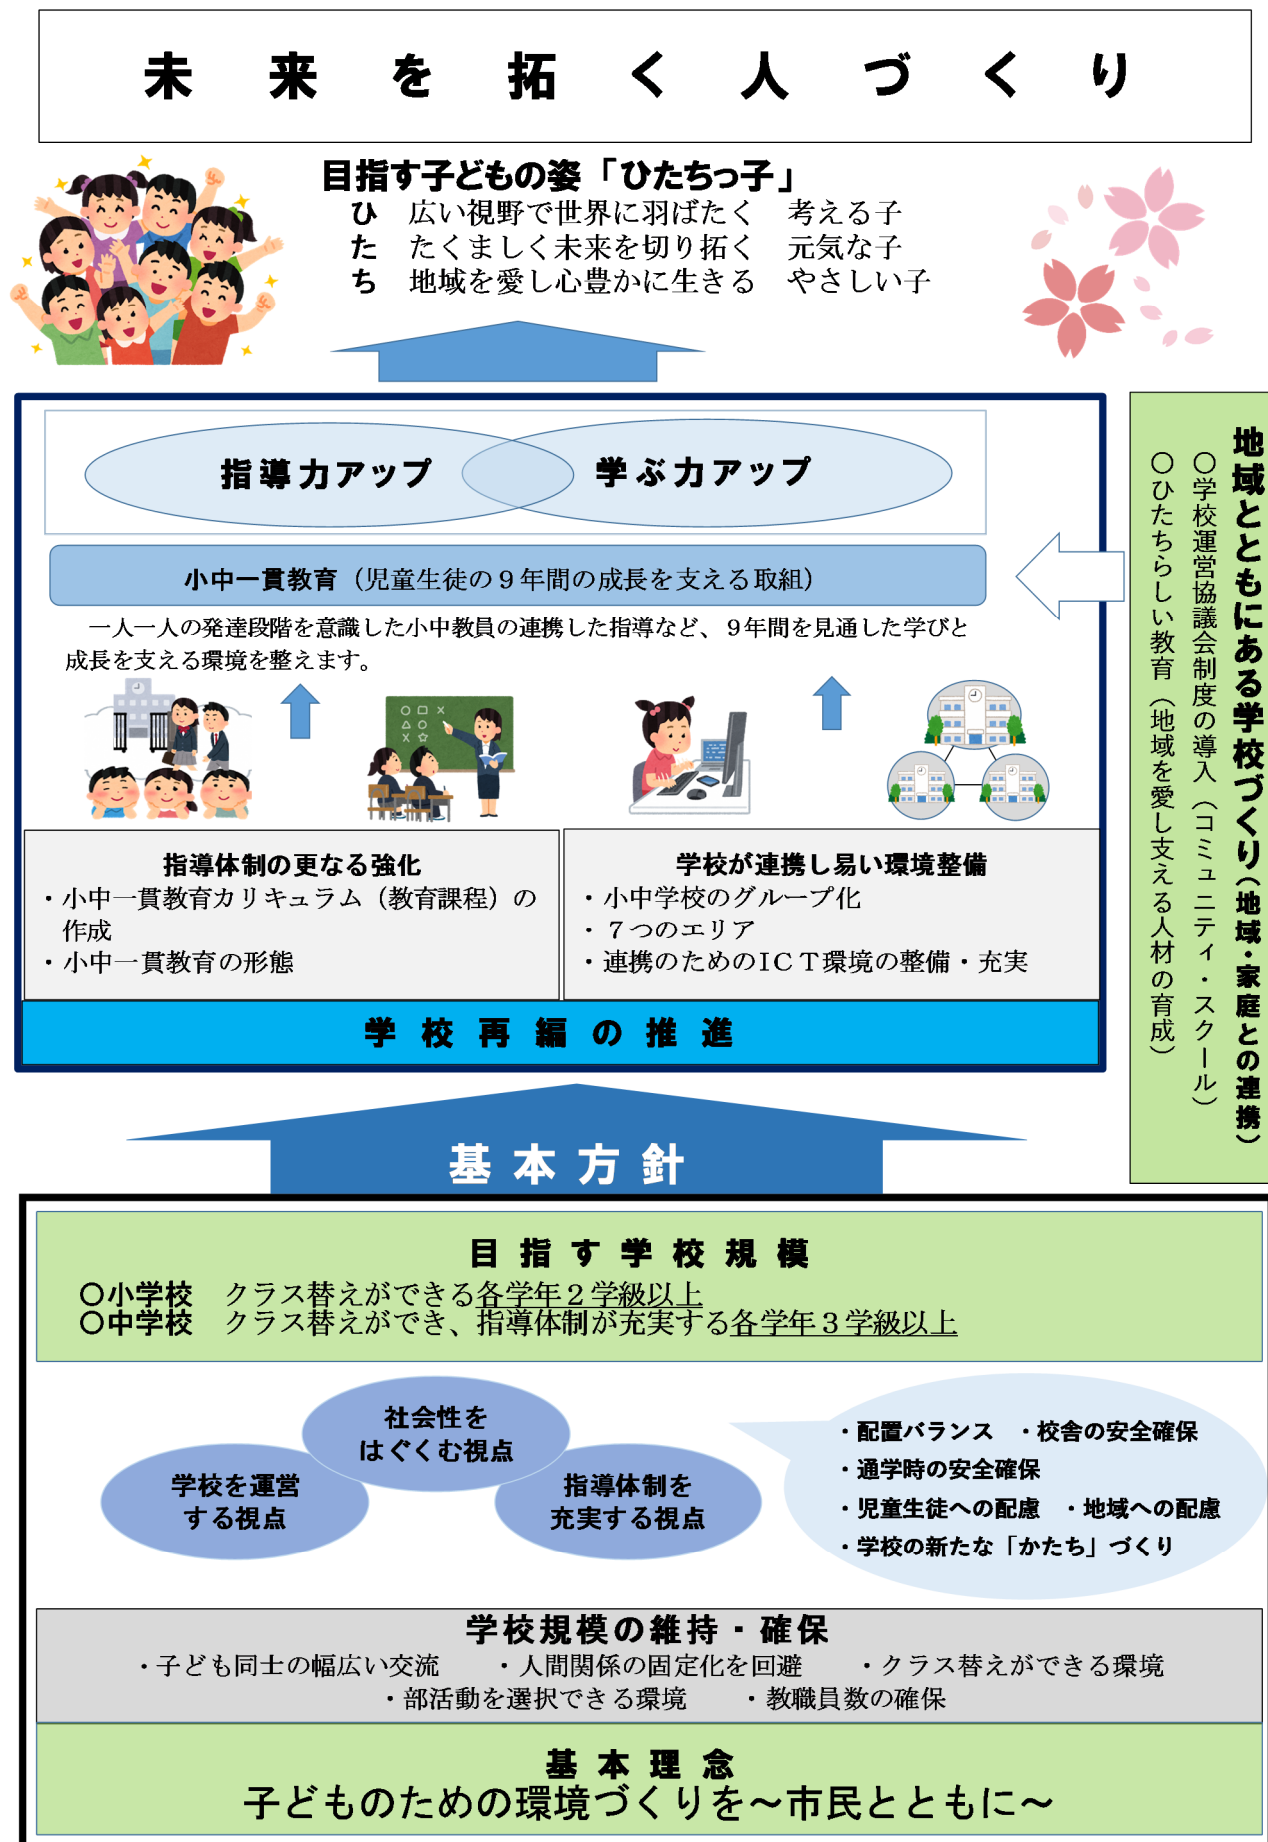 未来を拓く人づくり
目指す子どもの姿「ひたちっ子」
ひ　広い視野で世界に羽ばたく　考える子
た　たくましく未来を切り拓く　元気な子
ち　地域を愛し心豊かに生きる　やさしい子
指導力アップ
学ぶ力アップ
小中一貫教育（児童生徒の９年間の成長を支える取組）
一人一人の発達段階を意識した小中教員の連携した指導など、９年間を見通した学びと
成長を支える環境を整えます。
指導体制の更なる強化
・小中一貫教育カリキュラム（教育課程）の
作成
・小中一貫教育の形態
学校が連携し易い環境整備
・小中学校のグループ化
・７つのエリア
・連携のためのＩＣＴ環境の整備・充実
学校再編の推進
地域とともにある学校づくり（地域・家庭との連携）
〇学校運営協議会制度の導入（コミュニティ・スクール）
〇ひたちらしい教育（地域を愛し支える人材の育成）
基本方針
目指す学校規模
〇小学校　クラス替えができる各学年２学級以上
〇中学校　クラス替えができ、指導体制が充実する各学年３学級以上
社会性を
はぐくむ視点
学校を運営
する視点
指導体制を
充実する視点
・配置バランス　・校舎の安全確保
・通学時の安全確保
・児童生徒への配慮　・地域への配慮
・学校の新たな「かたち」づくり
学校規模の維持・確保
・子ども同士の幅広い交流　・人間関係の固定化を回避　・クラス替えができる環境
・部活動を選択できる環境　・教職員数の確保
基本理念
子どものための環境づくりを～市民とともに～